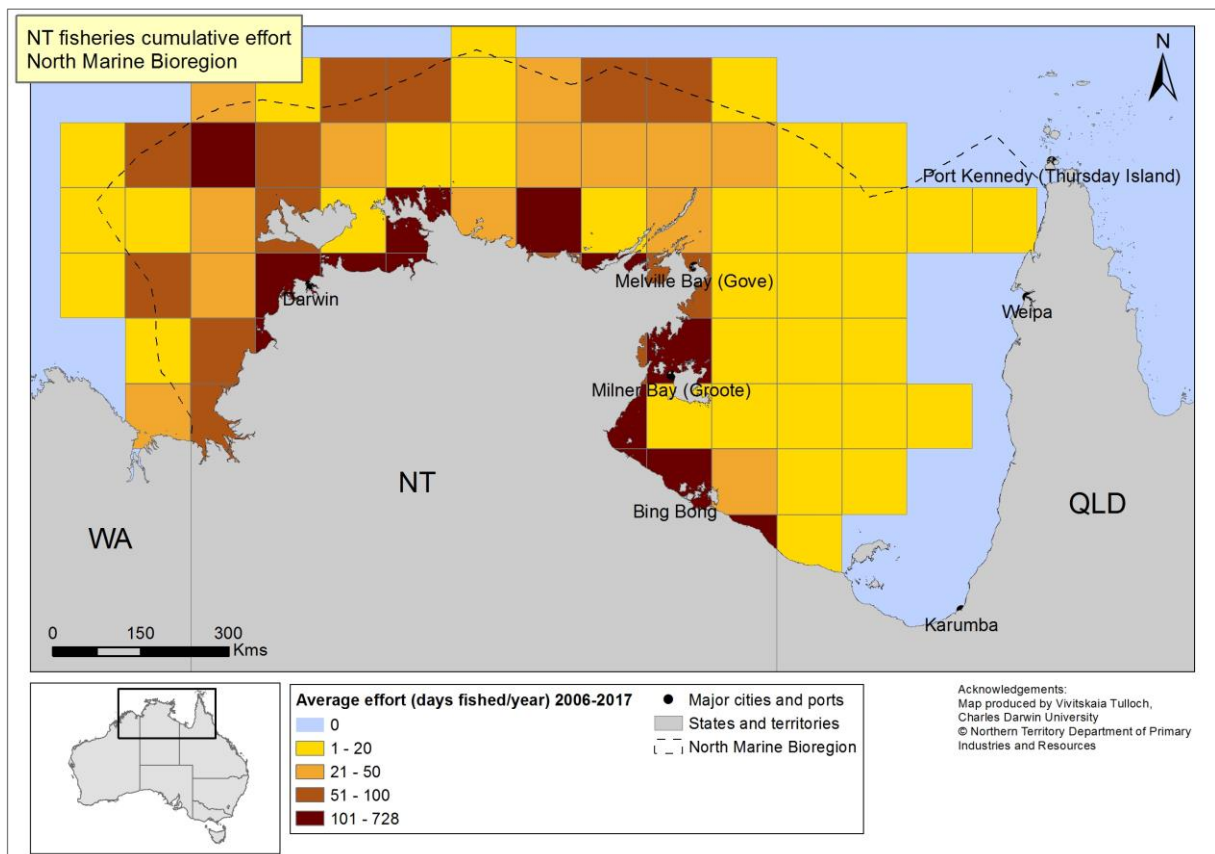 NT fisheries cumulative effort
North Marine Bioregion
N
Port Kennedy (Thursday Island)
Melville Bay (Gove)
Darwin
Weipa
Milner Bay (Groote)
NT
Bing Bong
QLD
WA
Karumba
0 150 300
Kms
Average effort (days fished/year) 2006-2017
0
1 - 20
21 - 50
51 - 100
101 - 728
Major cities and ports
States and territories
North Marine Bioregion
Acknowledgements:
Map produced by Vivitskaia Tulloch,
Charles Darwin University
© Northern Territory Department of Primary
Industries and Resources